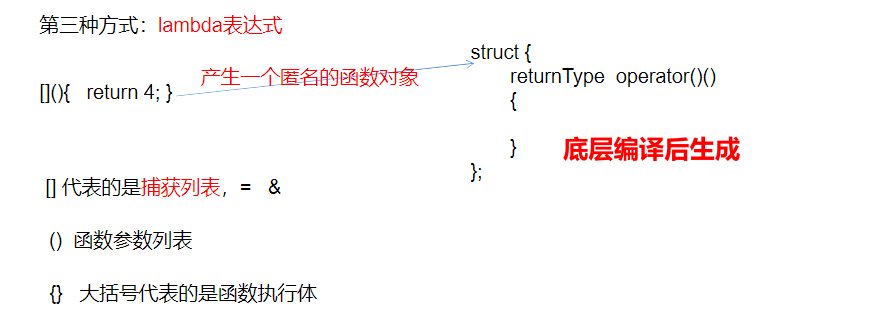 第三种方式：lambda表达式
[](){ return 4; }
产生一个匿名的函数对象
struct {
returnType operator()()
{
}
};
底层编译后生成
[] 代表的是捕获列表，= &
() 函数参数列表
{} 大括号代表的是函数执行体